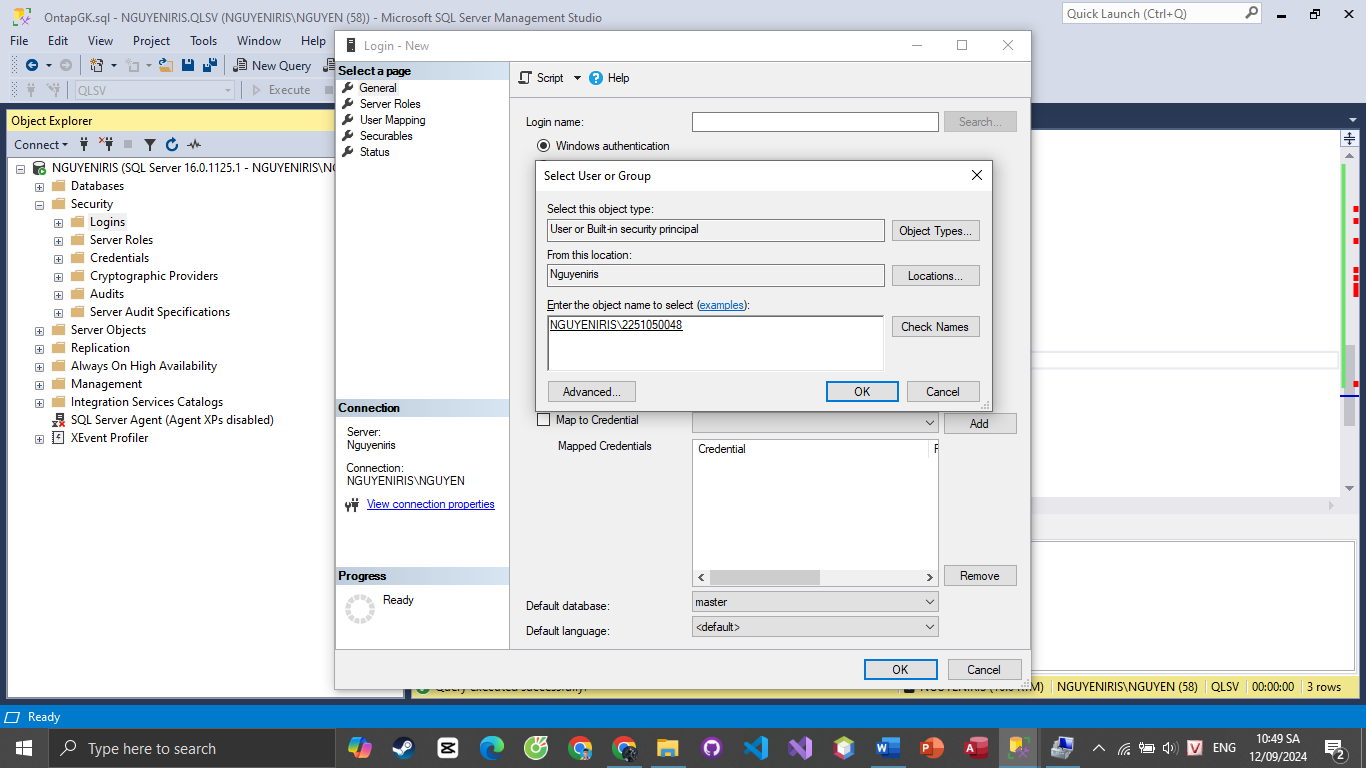 OntapGK.sql - NGUYENIRIS.QLSV (NGUYENIRIS\NGUYEN (58)) - Microsoft SQL Server Management Studio
Quick Launch (Ctrl+Q)
File Edit View Project Tools Window Help
New Query
QLSV
Execute
Object Explorer
Connect
NGUYENIRIS (SQL Server 16.0.1125.1 - NGUYENIRIS\NG
Databases
Security
Logins
Server Roles
Credentials
Cryptographic Providers
Audits
Server Audit Specifications
Server Objects
Replication
Always On High Availability
Management
Integration Services Catalogs
SQL Server Agent (Agent XPs disabled)
XEvent Profiler
Login - New
Select a page
General
Server Roles
User Mapping
Securables
Status
Connection
Server:
Nguyeniris
Connection:
NGUYENIRIS\NGUYEN
View connection properties
Progress
Ready
Script Help
Login name:
Search...
Windows authentication
Select User or Group
Select this object type:
User or Built-in security principal
Object Types...
From this location:
Nguyeniris
Locations...
Enter the object name to select (examples):
NGUYENIRIS\2251050048
Check Names
Advanced... OK Cancel
Map to Credential
Add
Mapped Credentials
Credential
Remove
Default database:
master
Default language:
<default>
OK Cancel
Query executed successfully.
NGUYENIRIS\NGUYEN (58) QLSV 00:00:00 3 rows
Ready
Type here to search
ENG
10:49 SA
12/09/2024
2